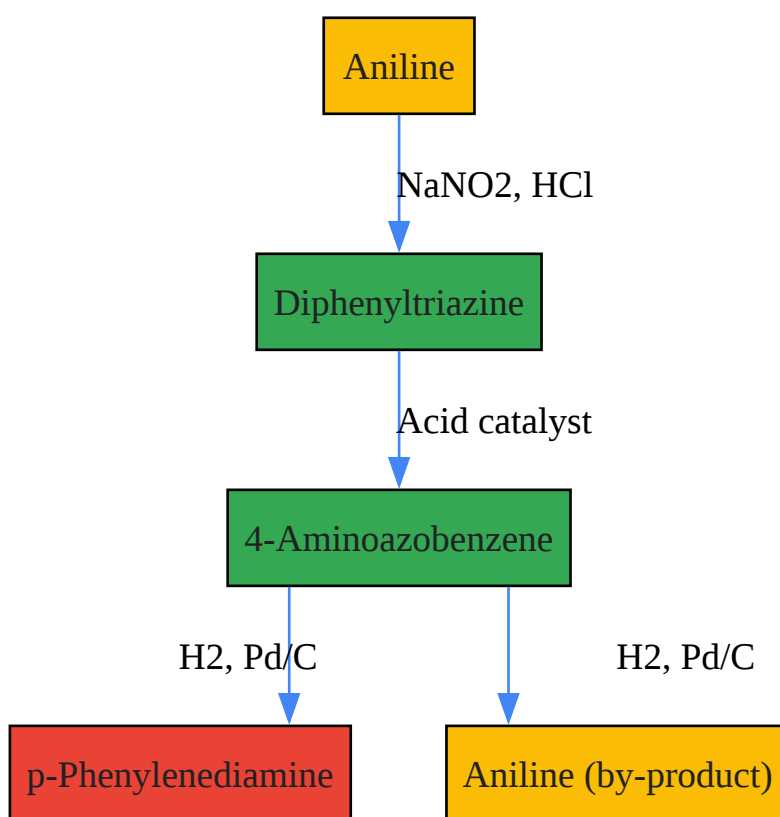 Aniline
NaNO2, HCl
Diphenyltriazine
Acid catalyst
4-Aminoazobenzene
H2, Pd/C
H2, Pd/C
p-Phenylenediamine
Aniline (by-product)